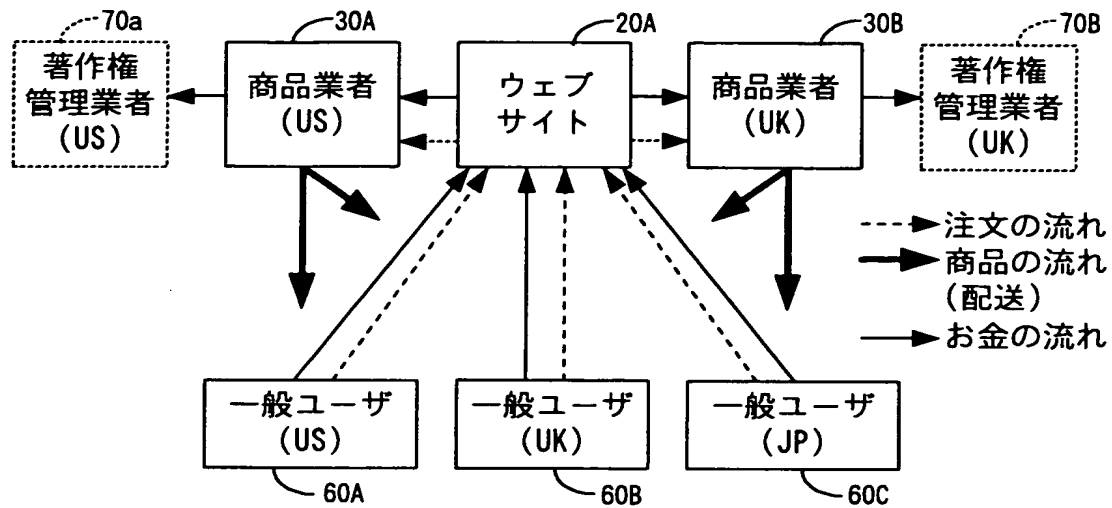 70a
30A
20A
30B
70B
著作権
管理業者
(US)
商品業者
(US)
ウェブ
サイト
商品業者
(UK)
著作権
管理業者
(UK)
注文の流れ
商品の流れ
(配送)
お金の流れ
一般ユーザ
(US)
一般ユーザ
(UK)
一般ユーザ
(JP)
60A
60B
60C